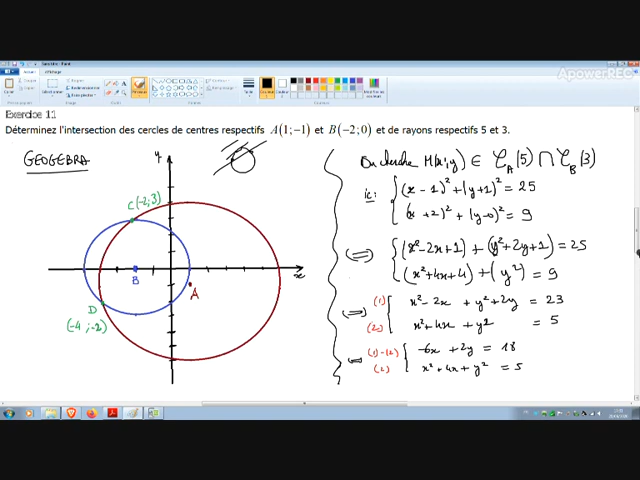 ApowerREC
Exercice 11
Déterminez l'intersection des cercles de centres respectifs A(1;−1) et B(−2;0) et de rayons respectifs 5 et 3.
GEOGEBRA
y
C(-2;3)
x
B
A
D
(-4;-2)
On cherche M(x;y) ∈ C_A(5) ∩ C_B(3)
ic:
(x - 1)² + (y+1)² = 25
(x + 2)² + (y-0)² = 9
⟺ (x²-2x+1) + (y²+2y+1) = 25
(x²+4x+4) + (y²) = 9
⟺ (1) x² - 2x + y² + 2y = 23
(2) x² + 4x + y² = 5
⟺ (1)-(2) -6x + 2y = 18
(2) x² + 4x + y² = 5